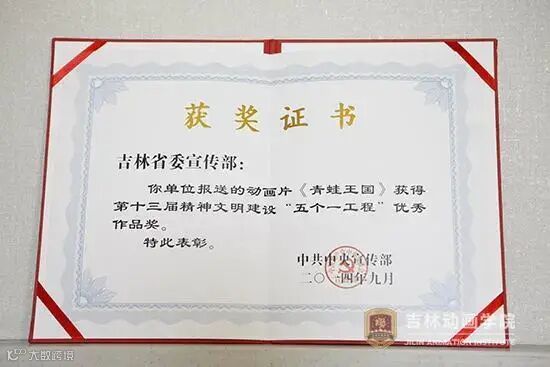 获奖证书
吉林省委宣传部：
你单位报送的动画片《青蛙王国》获得
第十三届精神文明建设“五个一工程”优秀
作品奖。
特此表彰。
中共中央宣传部
二〇一四年九月
吉林动画学院
JILIN ANIMATION INSTITUTE
大数跨境